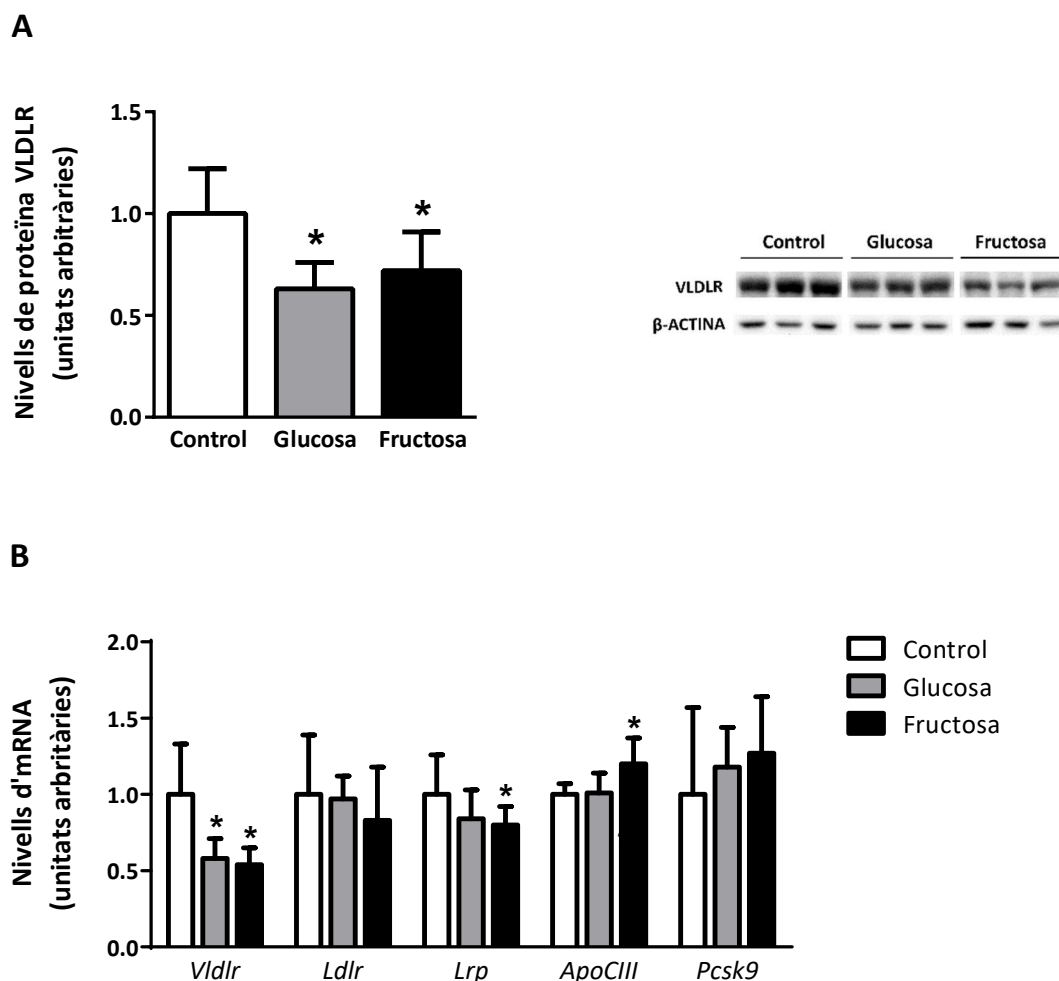 A
Nivells de proteïna VLDLR
(unitats arbitràries)
1.5
1.0
0.5
0.0
*
*
Control Glucosa Fructosa
Control Glucosa Fructosa
VLDLR
β-ACTINA
B
Nivells d'mRNA
(unitats arbritàries)
2.0
1.5
1.0
0.5
0.0
* * * *
Vldlr Ldlr Lrp ApoCIII Pcsk9
Control
Glucosa
Fructosa